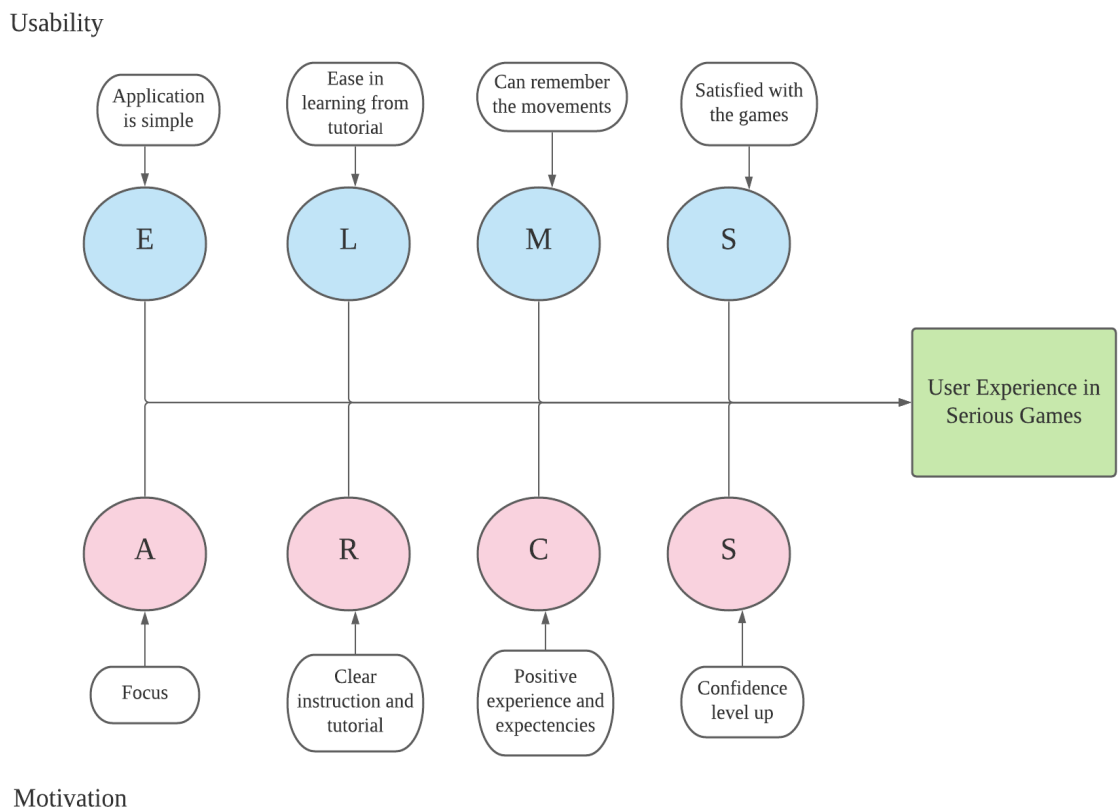 Usability
Application
is simple
Ease in
learning from
tutorial
Can remember
the movements
Satisfied with
the games
E
L
M
S
User Experience in
Serious Games
A
R
C
S
Focus
Clear
instruction and
tutorial
Positive
experience and
expectencies
Confidence
level up
Motivation